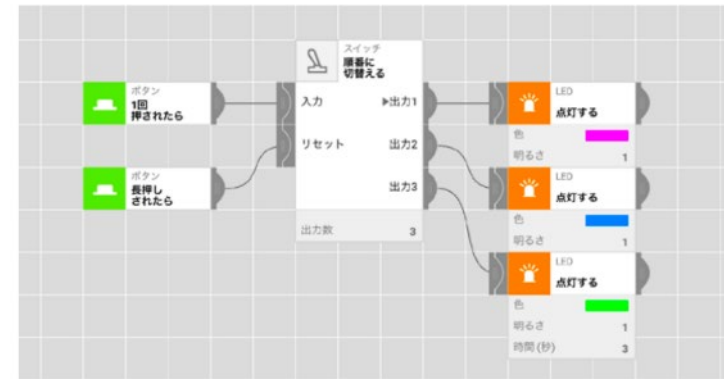 スイッチ
順番に
切替える
ボタン
1回
押されたら
入力
▶出力1
LED
点灯する
色
明るさ 1
リセット
出力2
ボタン
長押し
されたら
出力3
LED
点灯する
色
明るさ 1
出力数 3
LED
点灯する
色
明るさ 1
時間(秒) 3